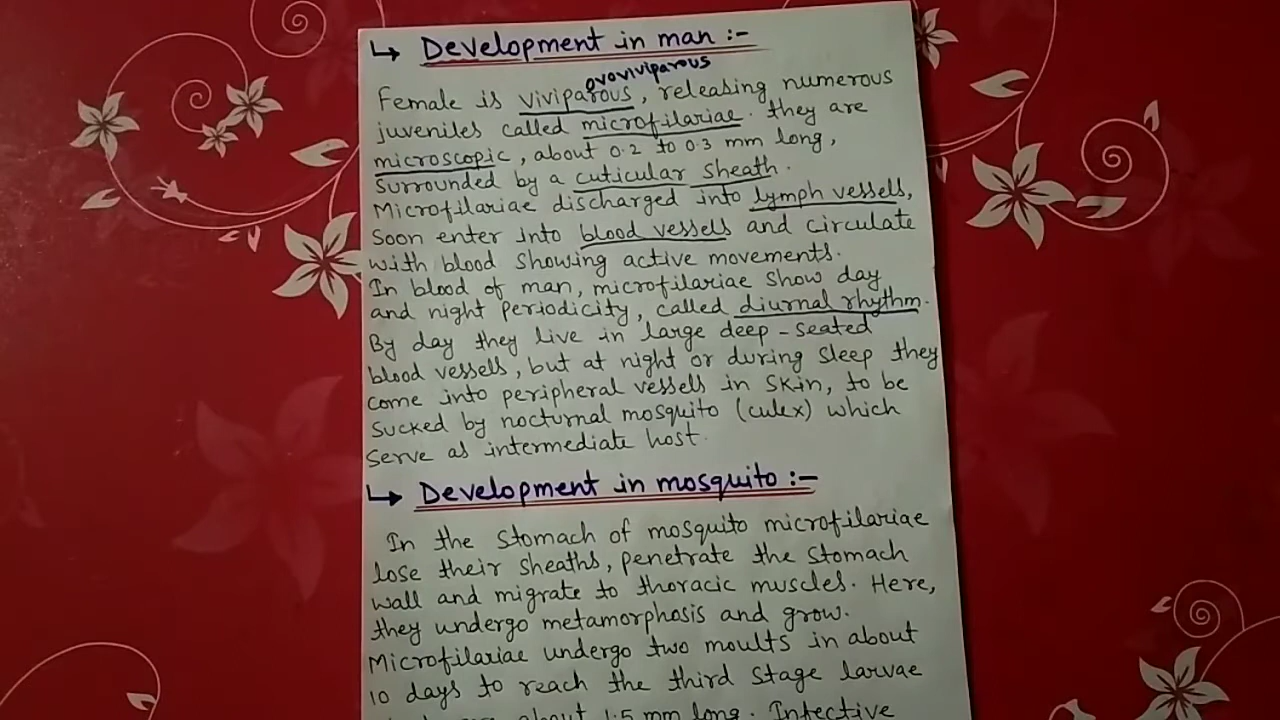 ↳ Development in man :-
ovoviviparous
Female is viviparous, releasing numerous
juveniles called microfilariae. they are
microscopic, about 0.2 to 0.3 mm long,
surrounded by a cuticular sheath.
Microfilariae discharged into lymph vessels,
soon enter into blood vessels and circulate
with blood showing active movements.
In blood of man, microfilariae show day
and night periodicity, called diurnal rhythm.
By day they live in large deep-seated
blood vessels, but at night or during sleep they
come into peripheral vessels in skin, to be
sucked by nocturnal mosquito (culex) which
serve as intermediate host.
↳ Development in mosquito :-
In the stomach of mosquito microfilariae
lose their sheaths, penetrate the stomach
wall and migrate to thoracic muscles. Here,
they undergo metamorphosis and grow.
Microfilariae undergo two moults in about
10 days to reach the third stage larvae
about 1.5 mm long. Infective